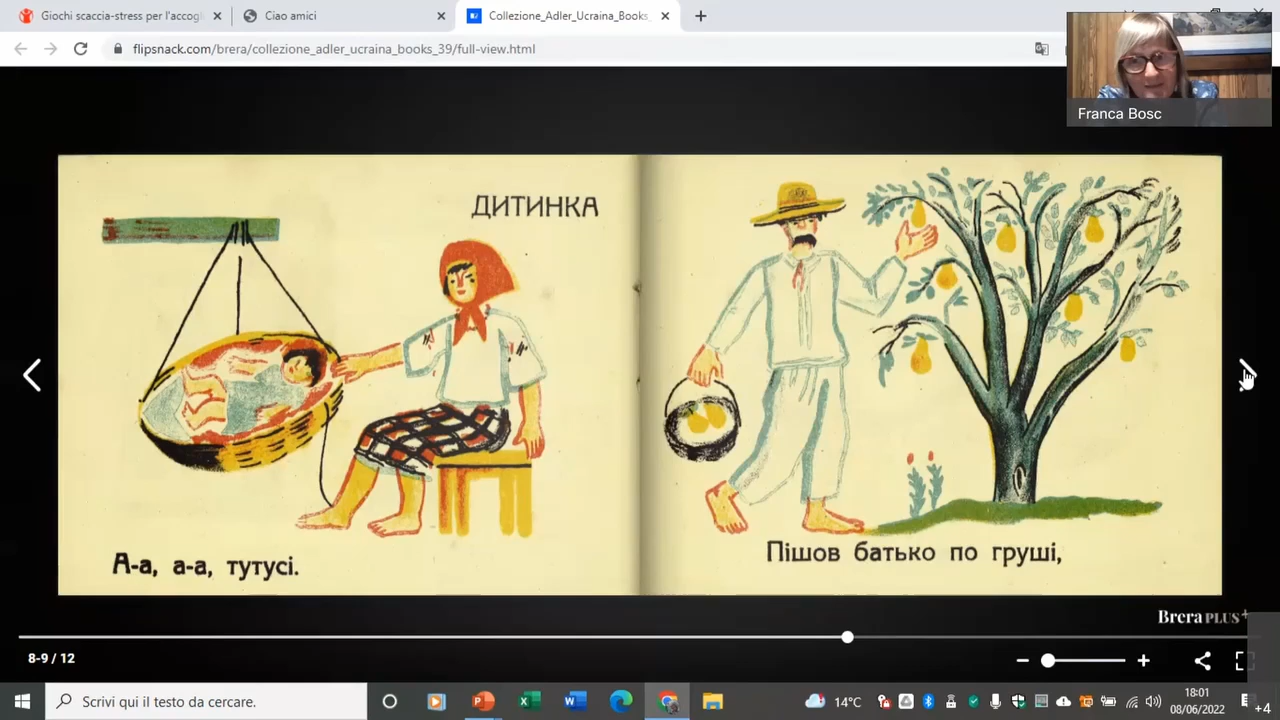 Giochi scaccia-stress per l'accogl
Ciao amici
Collezione_Adler_Ucraina_Books_
flipsnack.com/brera/collezione_adler_ucraina_books_39/full-view.html
Franca Bosc
ДИТИНКА
А-а, а-а, тутусі.
Пішов батько по груші,
Brera PLUS+
8-9 / 12
Scrivi qui il testo da cercare.
14°C
18:01
08/06/2022
+4